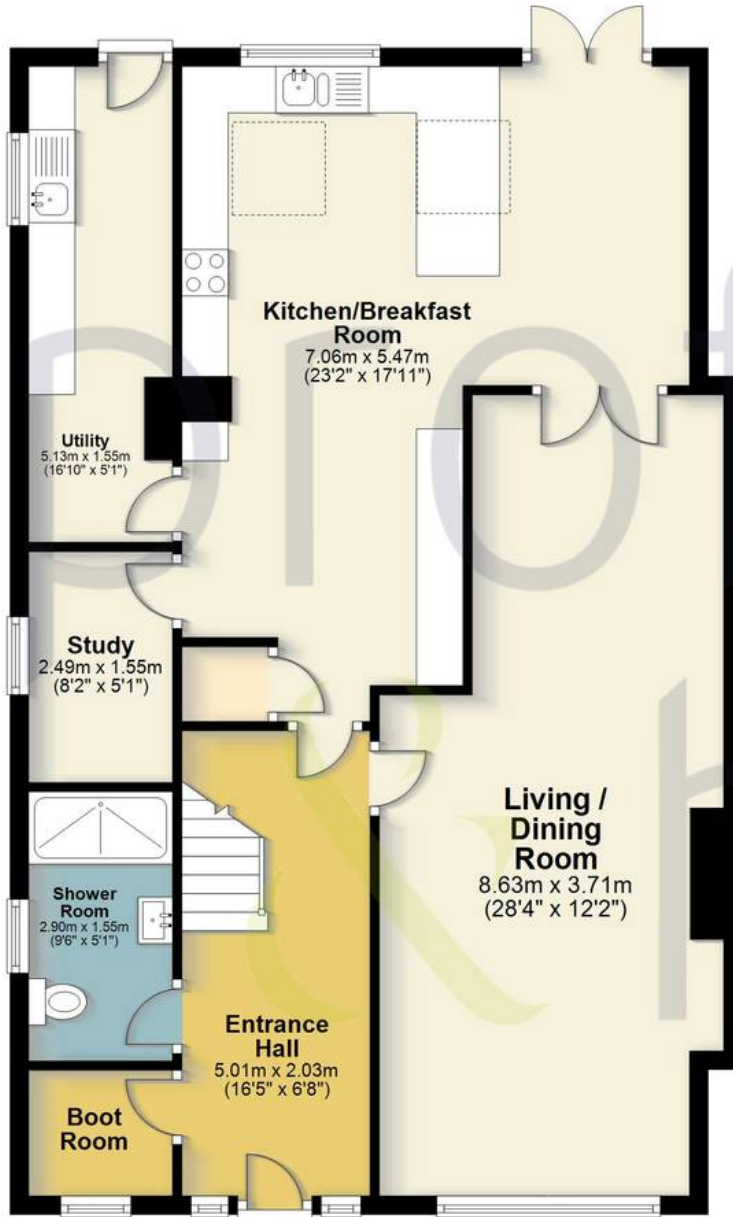 Kitchen/Breakfast
Room
7.06m x 5.47m
(23'2" x 17'11")
Utility
5.13m x 1.55m
(16'10" x 5'1")
Study
2.49m x 1.55m
(8'2" x 5'1")
Living /
Dining
Room
8.63m x 3.71m
(28'4" x 12'2")
Shower
Room
2.90m x 1.55m
(9'6" x 5'1")
Entrance
Hall
5.01m x 2.03m
(16'5" x 6'8")
Boot
Room
prof
& h